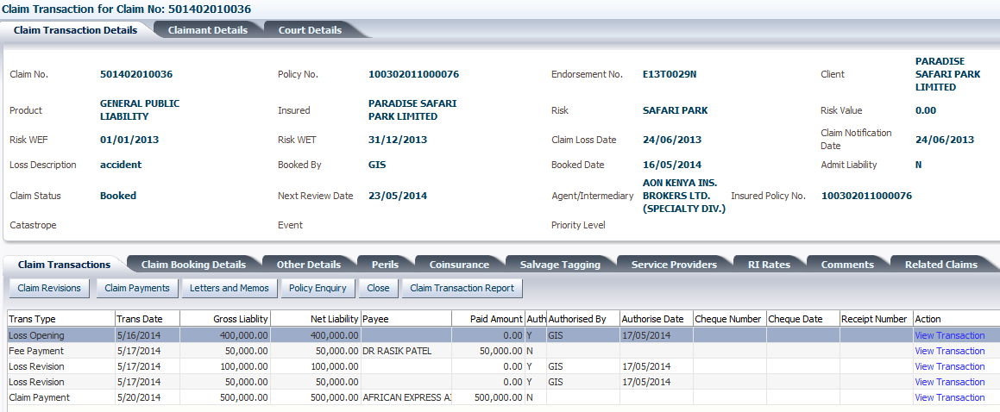 Claim Transaction for Claim No: 501402010036
Claim Transaction Details Claimant Details Court Details
Claim No. 501402010036 Policy No. 100302011000076 Endorsement No. E13T0029N Client PARADISE SAFARI PARK LIMITED
Product GENERAL PUBLIC LIABILITY Insured PARADISE SAFARI PARK LIMITED Risk SAFARI PARK Risk Value 0.00
Risk WEF 01/01/2013 Risk WET 31/12/2013 Claim Loss Date 24/06/2013 Claim Notification Date 24/06/2013
Loss Description accident Booked By GIS Booked Date 16/05/2014 Admit Liability N
Claim Status Booked Next Review Date 23/05/2014 Agent/Intermediary AON KENYA INS. BROKERS LTD. (SPECIALTY DIV.) Insured Policy No. 100302011000076
Catastrope Event Priority Level
Claim Transactions Claim Booking Details Other Details Perils Coinsurance Salvage Tagging Service Providers RI Rates Comments Related Claims
Claim Revisions Claim Payments Letters and Memos Policy Enquiry Close Claim Transaction Report
Trans Type Trans Date Gross Liablity Net Liability Payee Paid Amount Auth Authorised By Authorise Date Cheque Number Cheque Date Receipt Number Action
Loss Opening 5/16/2014 400,000.00 400,000.00 0.00 Y GIS 17/05/2014 View Transaction
Fee Payment 5/17/2014 50,000.00 50,000.00 DR RASIK PATEL 50,000.00 N View Transaction
Loss Revision 5/17/2014 100,000.00 100,000.00 0.00 Y GIS 17/05/2014 View Transaction
Loss Revision 5/17/2014 50,000.00 50,000.00 0.00 Y GIS 17/05/2014 View Transaction
Claim Payment 5/20/2014 500,000.00 500,000.00 AFRICAN EXPRESS 500,000.00 N View Transaction